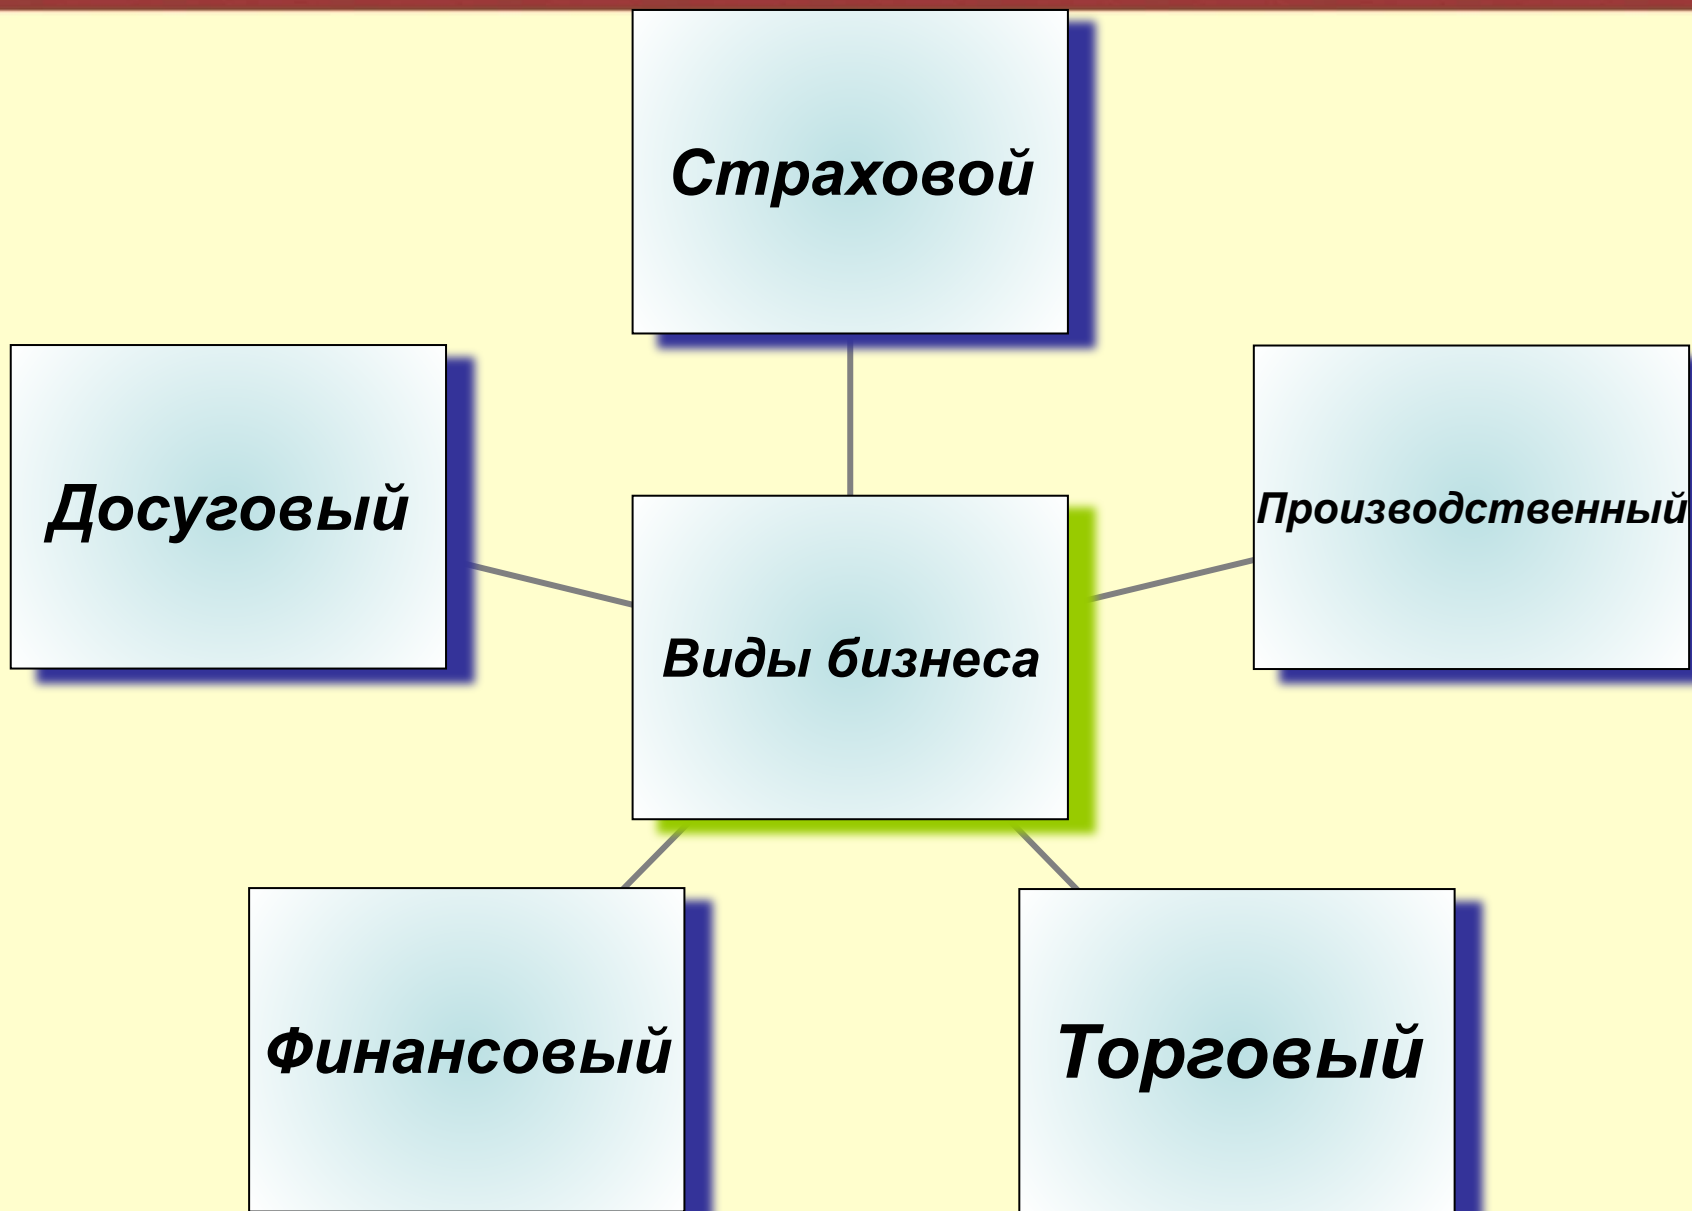 Страховой
Досуговый
Производственный
Виды бизнеса
Финансовый
Торговый